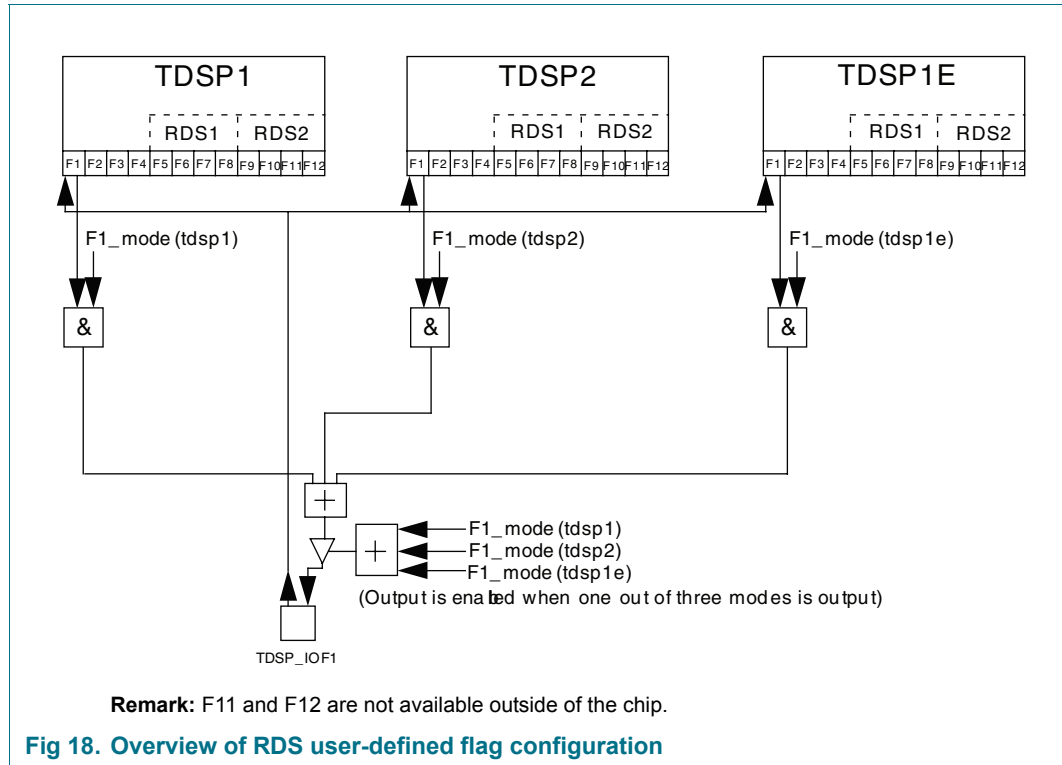 TDSP1 TDSP2 TDSP1E
RDS1 RDS2 RDS1 RDS2 RDS1 RDS2
F1 F2 F3 F4 F5 F6 F7 F8 F9 F10 F11 F12 F1 F2 F3 F4 F5 F6 F7 F8 F9 F10 F11 F12 F1 F2 F3 F4 F5 F6 F7 F8 F9 F10 F11 F12
F1_mode (tdsp1) F1_mode (tdsp2) F1_mode (tdsp1e)
& & &
+
F1_mode (tdsp1)
+ F1_mode (tdsp2)
F1_mode (tdsp1e)
(Output is enabled when one out of three modes is output)
TDSP_IOF1
Remark: F11 and F12 are not available outside of the chip.
Fig 18. Overview of RDS user-defined flag configuration